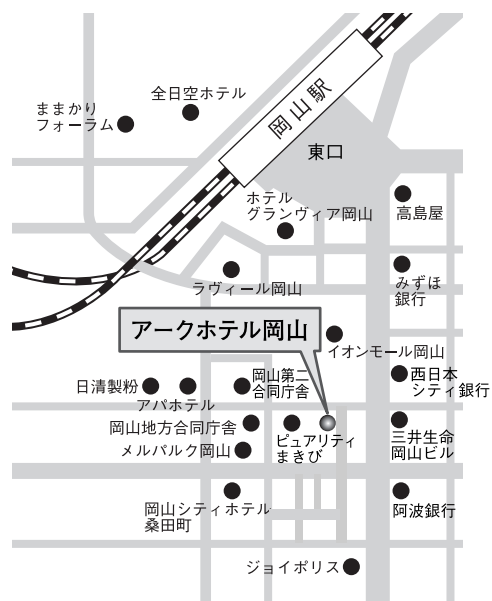 岡山駅
全日空ホテル
ままかり
フォーラム
東口
ホテル
グランヴィア岡山
高島屋
みずほ
銀行
ラヴィール岡山
アークホテル岡山
イオンモール岡山
岡山第二
合同庁舎
西日本
シティ銀行
日清製粉
アパホテル
岡山地方合同庁舎
ピュアリティ
まきび
三井生命
岡山ビル
メルパルク岡山
岡山シティホテル
桑田町
阿波銀行
ジョイポリス